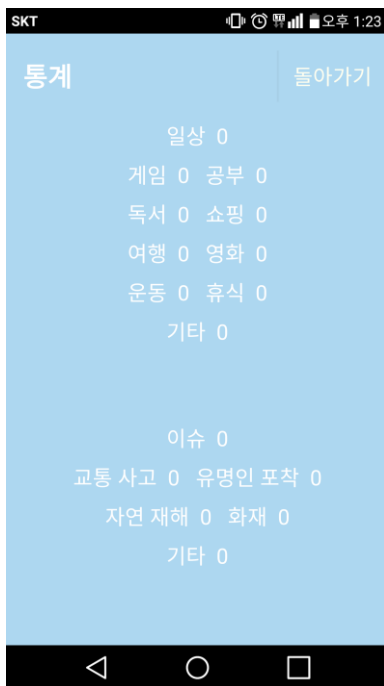 SKT 오후 1:23
통계 돌아가기
일상 0
게임 0 공부 0
독서 0 쇼핑 0
여행 0 영화 0
운동 0 휴식 0
기타 0
이슈 0
교통 사고 0 유명인 포착 0
자연 재해 0 화재 0
기타 0